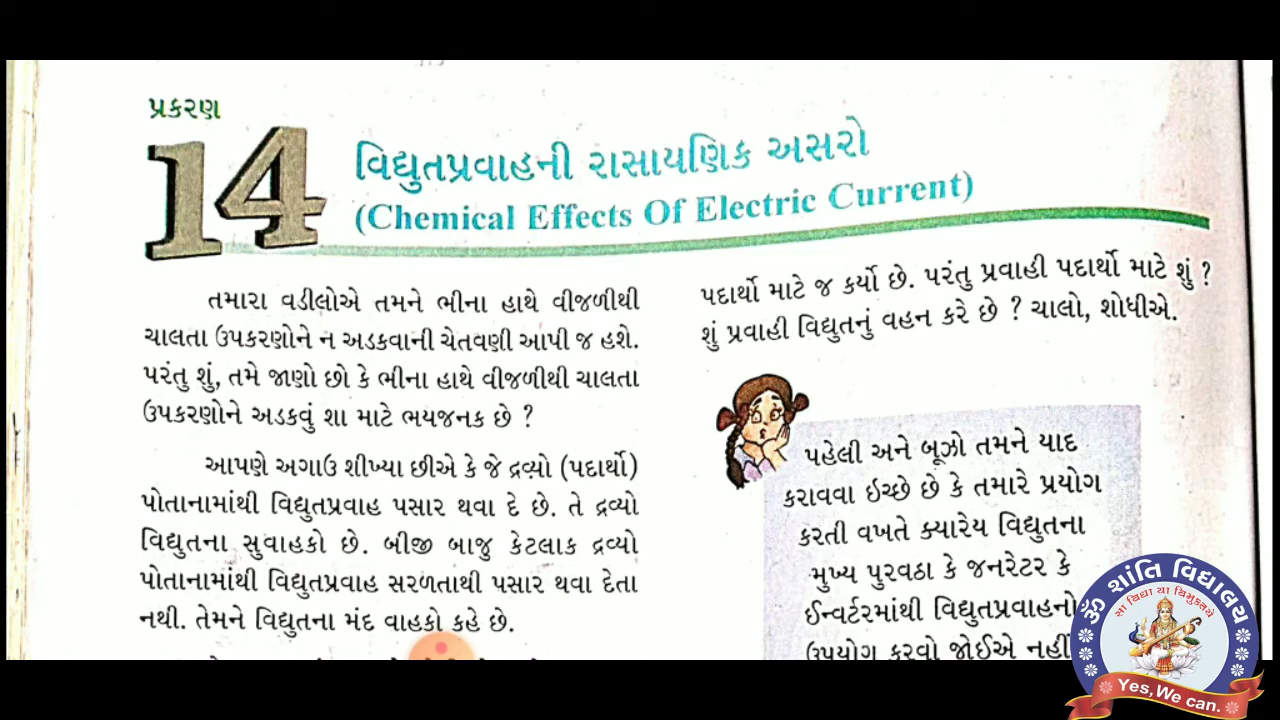 પ્રકરણ
14
વિદ્યુતપ્રવાહની રાસાયણિક અસરો
(Chemical Effects Of Electric Current)
તમારા વડીલોએ તમને ભીના હાથે વીજળીથી
ચાલતા ઉપકરણોને ન અડકવાની ચેતવણી આપી જ હશે.
પરંતુ શું, તમે જાણો છો કે ભીના હાથે વીજળીથી ચાલતા
ઉપકરણોને અડકવું શા માટે ભયજનક છે ?
આપણે અગાઉ શીખ્યા છીએ કે જે દ્રવ્યો (પદાર્થો)
પોતાનામાંથી વિદ્યુતપ્રવાહ પસાર થવા દે છે. તે દ્રવ્યો
વિદ્યુતના સુવાહકો છે. બીજી બાજુ કેટલાક દ્રવ્યો
પોતાનામાંથી વિદ્યુતપ્રવાહ સરળતાથી પસાર થવા દેતા
નથી. તેમને વિદ્યુતના મંદ વાહકો કહે છે.
પદાર્થો માટે જ કર્યો છે. પરંતુ પ્રવાહી પદાર્થો માટે શું ?
શું પ્રવાહી વિદ્યુતનું વહન કરે છે ? ચાલો, શોધીએ.
પહેલી અને બૂઝો તમને યાદ
કરાવવા ઇચ્છે છે કે તમારે પ્રયોગ
કરતી વખતે ક્યારેય વિદ્યુતના
મુખ્ય પુરવઠા કે જનરેટર કે
ઈન્વર્ટરમાંથી વિદ્યુતપ્રવાહનો
ઉપયોગ કરવો જોઈએ નહીં
ૐ શાંતિ વિદ્યાલય
સા વિદ્યા યા વિમુક્તયે
Yes, We can.